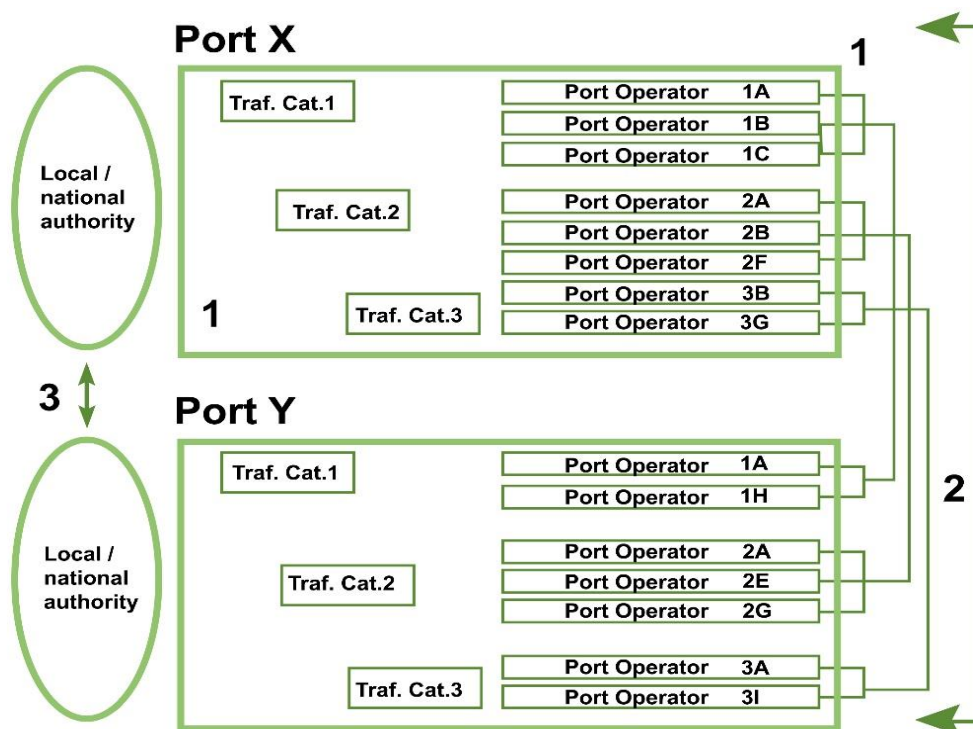 Port X
1
Traf. Cat.1
Port Operator 1A
Port Operator 1B
Port Operator 1C
Local /
national
authority
Traf. Cat.2
Port Operator 2A
Port Operator 2B
Port Operator 2F
Port Operator 3B
1
Traf. Cat.3
Port Operator 3G
3
Port Y
Traf. Cat.1
Port Operator 1A
Port Operator 1H
2
Local /
national
authority
Traf. Cat.2
Port Operator 2A
Port Operator 2E
Port Operator 2G
Traf. Cat.3
Port Operator 3A
Port Operator 3I